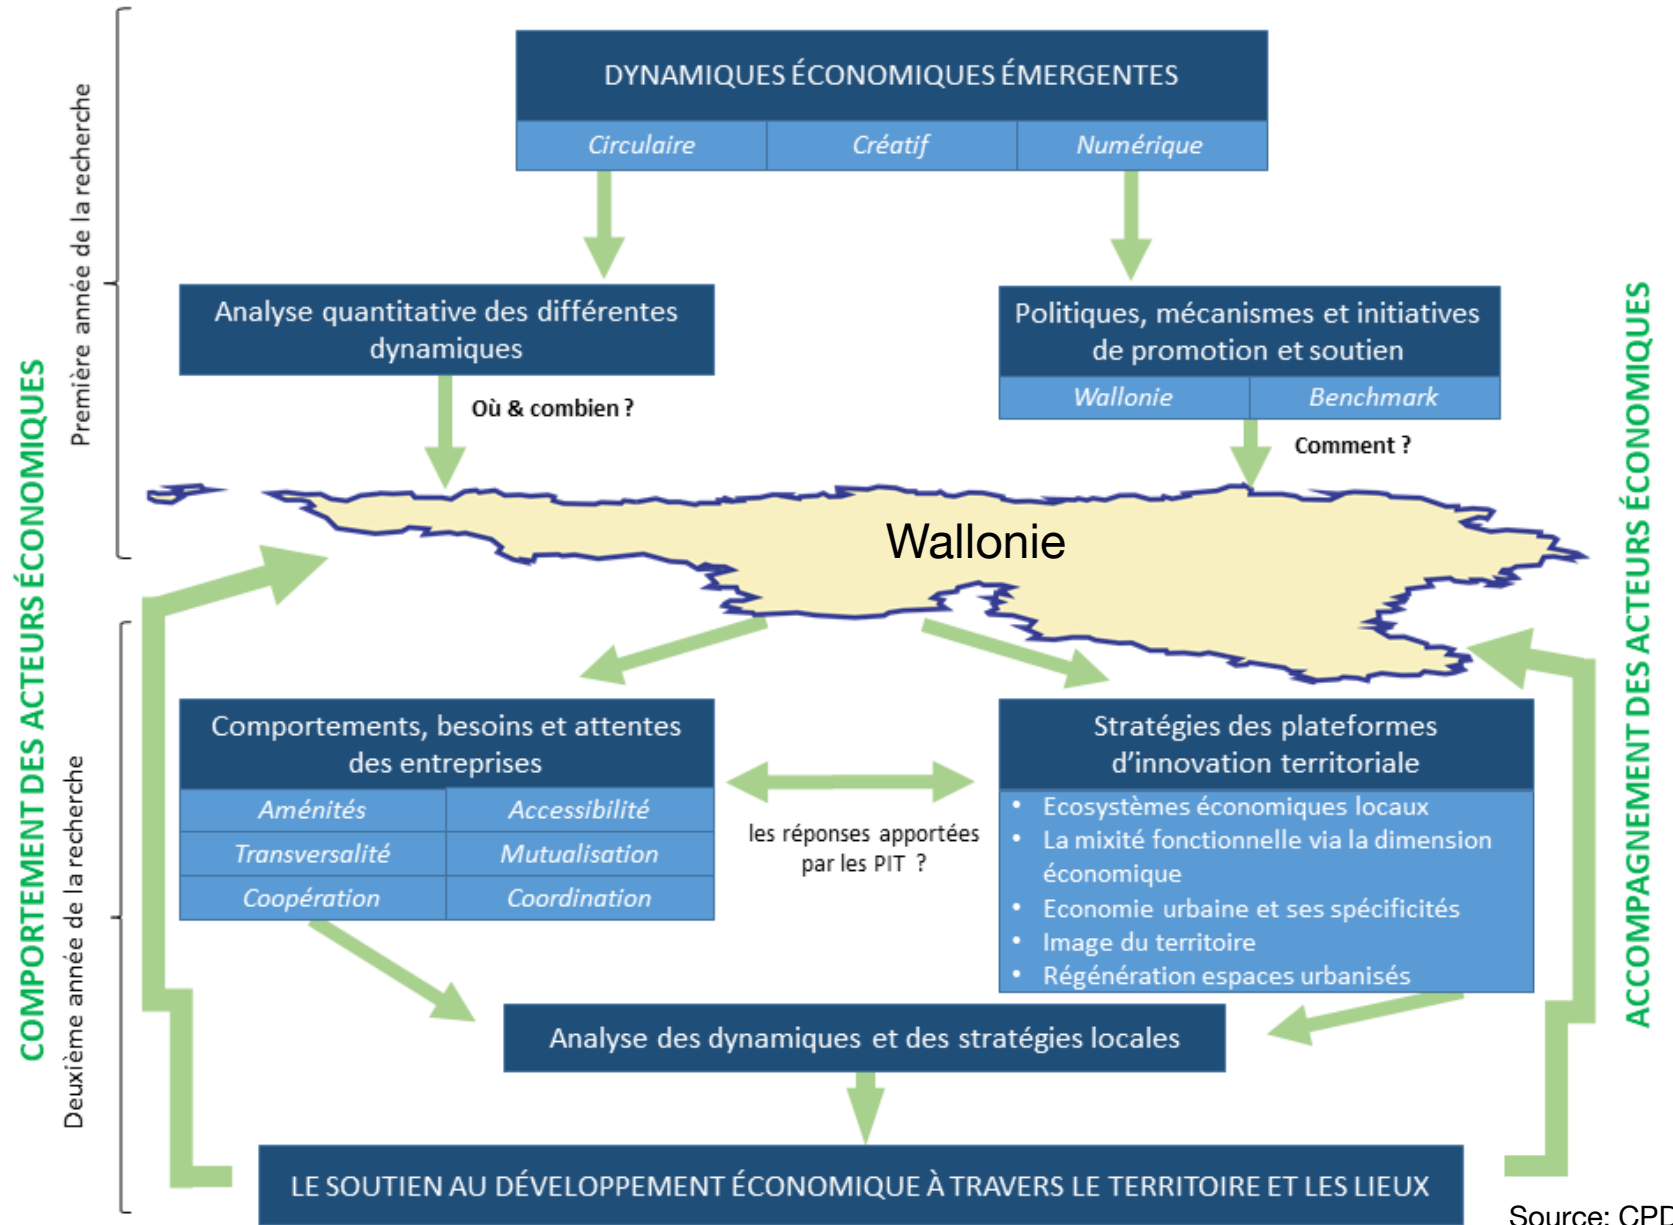 DYNAMIQUES ÉCONOMIQUES ÉMERGENTES
Circulaire
Créatif
Numérique
Première année de la recherche
Analyse quantitative des différentes
dynamiques
Politiques, mécanismes et initiatives
de promotion et soutien
Wallonie
Benchmark
Où & combien ?
Comment ?
Wallonie
COMPORTEMENT DES ACTEURS ÉCONOMIQUES
ACCOMPAGNEMENT DES ACTEURS ÉCONOMIQUES
Deuxième année de la recherche
Comportements, besoins et attentes
des entreprises
Aménités
Accessibilité
Transversalité
Mutualisation
Coopération
Coordination
les réponses apportées
par les PIT ?
Stratégies des plateformes
d’innovation territoriale
• Ecosystèmes économiques locaux
• La mixité fonctionnelle via la dimension
économique
• Economie urbaine et ses spécificités
• Image du territoire
• Régénération espaces urbanisés
Analyse des dynamiques et des stratégies locales
LE SOUTIEN AU DÉVELOPPEMENT ÉCONOMIQUE À TRAVERS LE TERRITOIRE ET LES LIEUX
Source: CPD